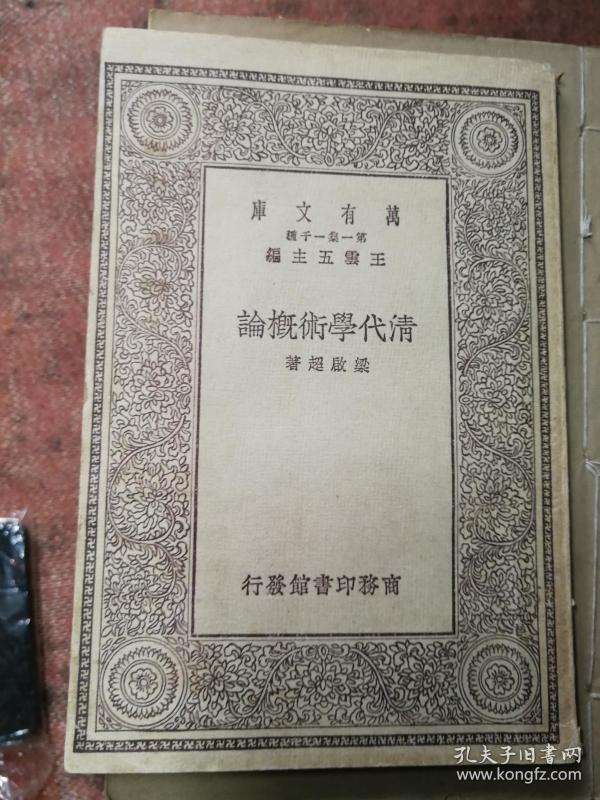 萬有文庫
第一集一千種
王雲五主編
清代學術概論
梁啟超著
商務印書館發行
孔夫子旧書网
www.kongfz.com